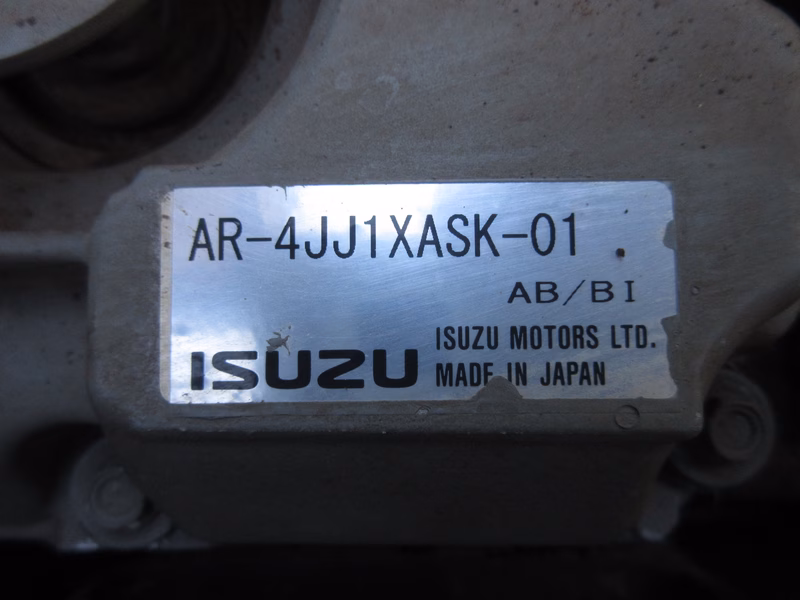 AR-4JJ1XASK-01
AB/BI
ISUZU
ISUZU MOTORS LTD.
MADE IN JAPAN